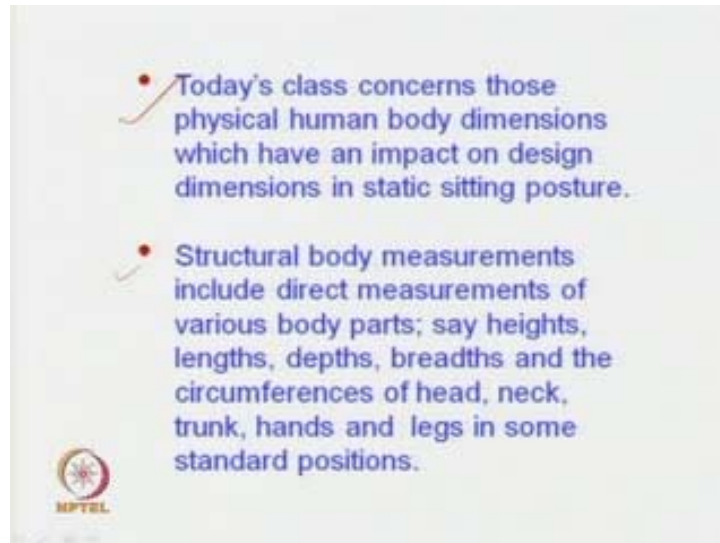 • Today's class concerns those
physical human body dimensions
which have an impact on design
dimensions in static sitting posture.
• Structural body measurements
include direct measurements of
various body parts; say heights,
lengths, depths, breadths and the
circumferences of head, neck,
trunk, hands and legs in some
standard positions.
NPTEL